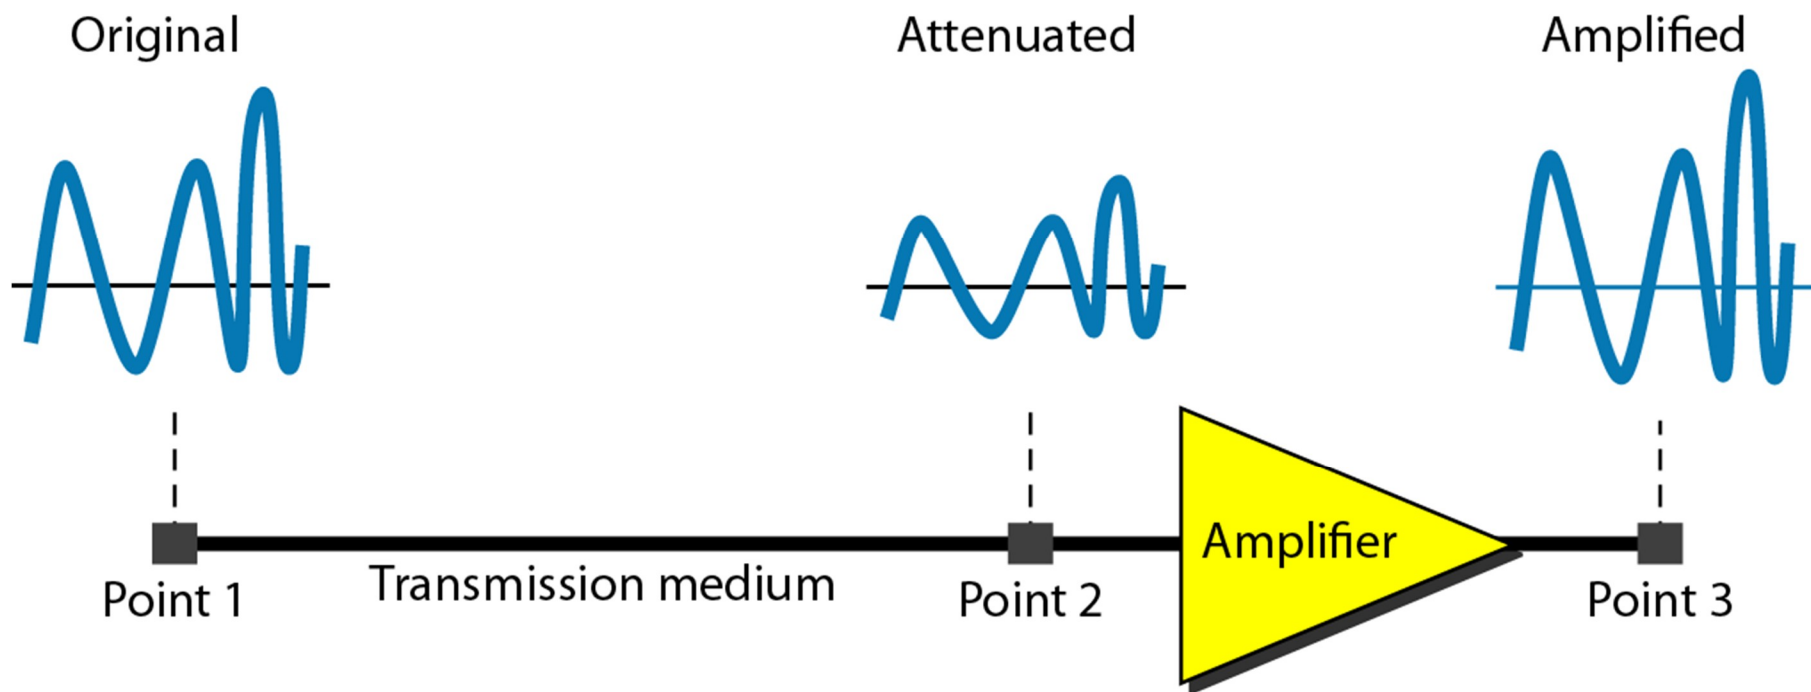 Original
Attenuated
Amplified
Amplifier
Point 1
Transmission medium
Point 2
Point 3